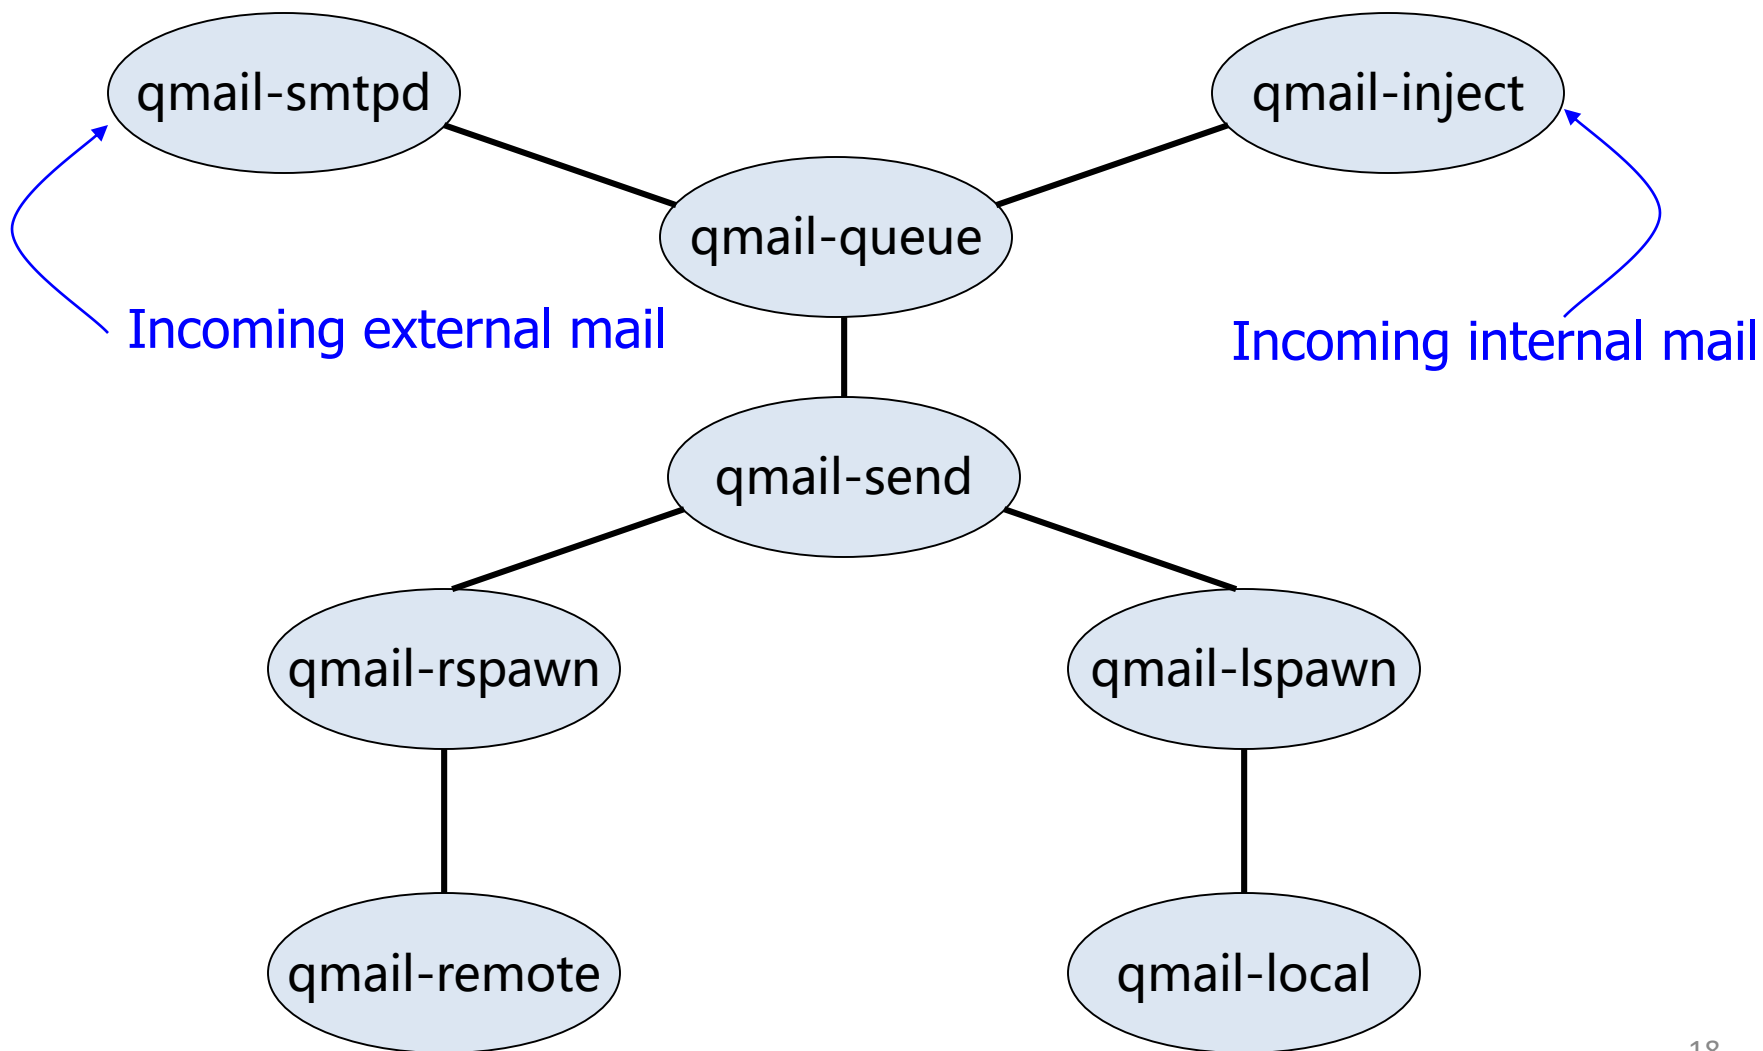 qmail-smtpd
qmail-inject
qmail-queue
Incoming external mail
Incoming internal mail
qmail-send
qmail-rspawn
qmail-lspawn
qmail-remote
qmail-local
18